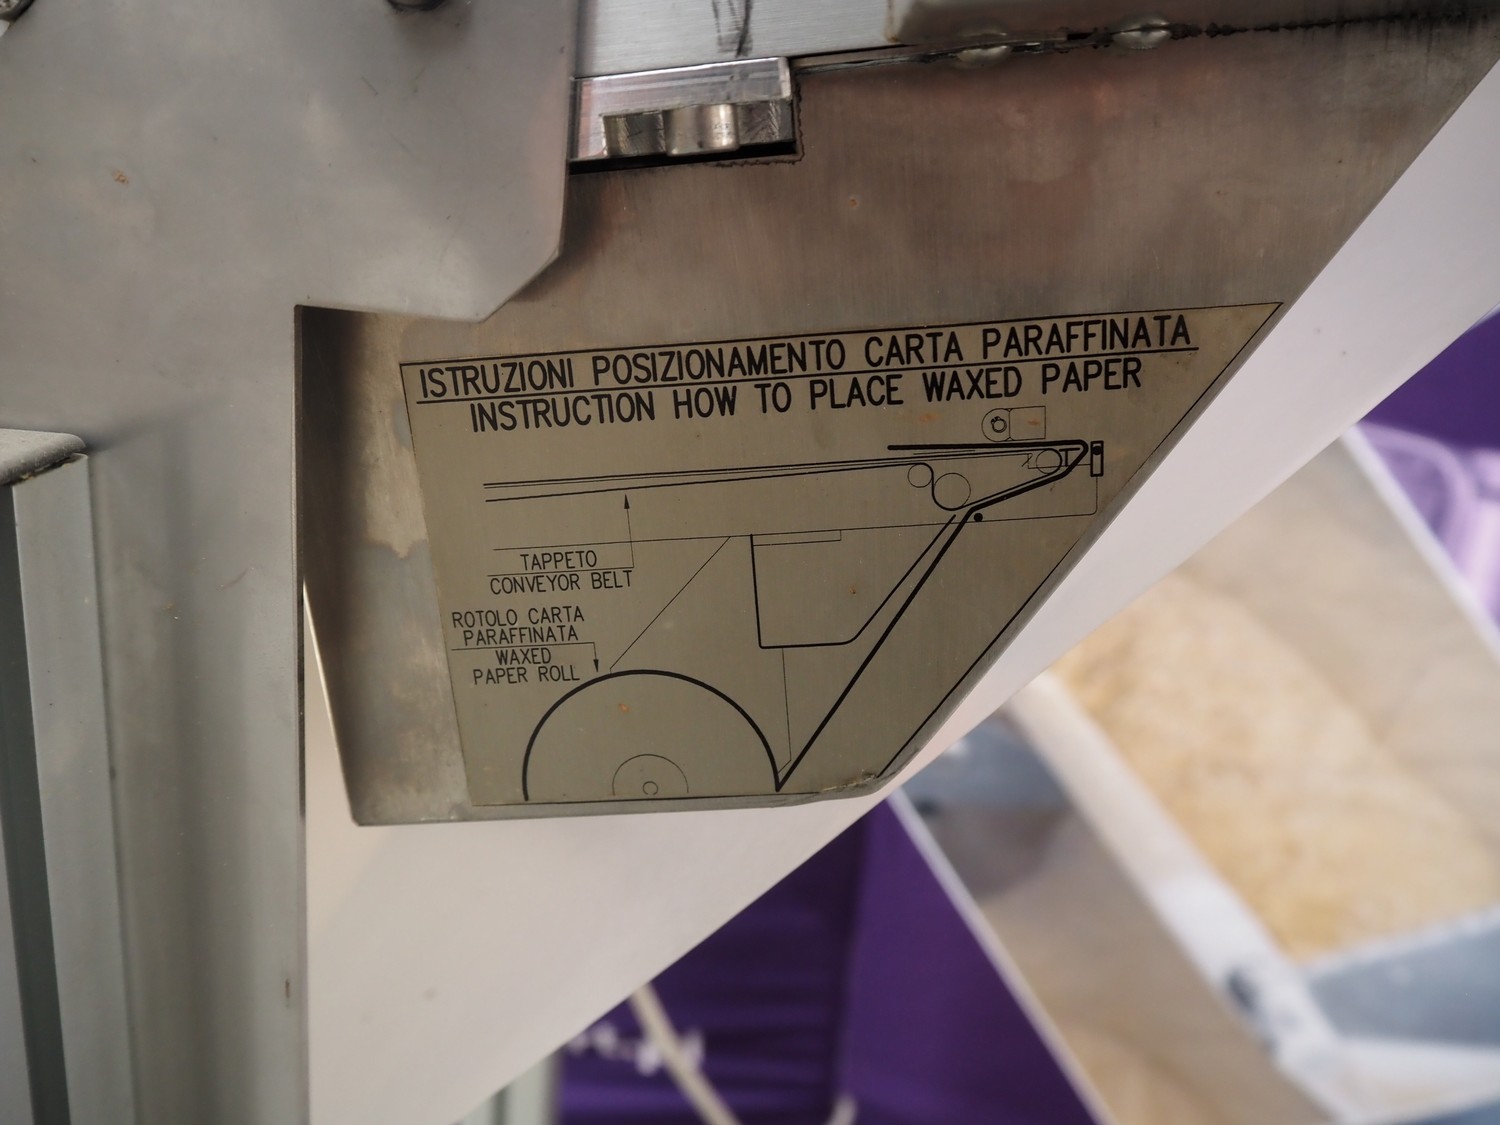 ISTRUZIONI POSIZIONAMENTO CARTA PARAFFINATA
INSTRUCTION HOW TO PLACE WAXED PAPER
TAPPETO
CONVEYOR BELT
ROTOLO CARTA
PARAFFINATA
WAXED
PAPER ROLL